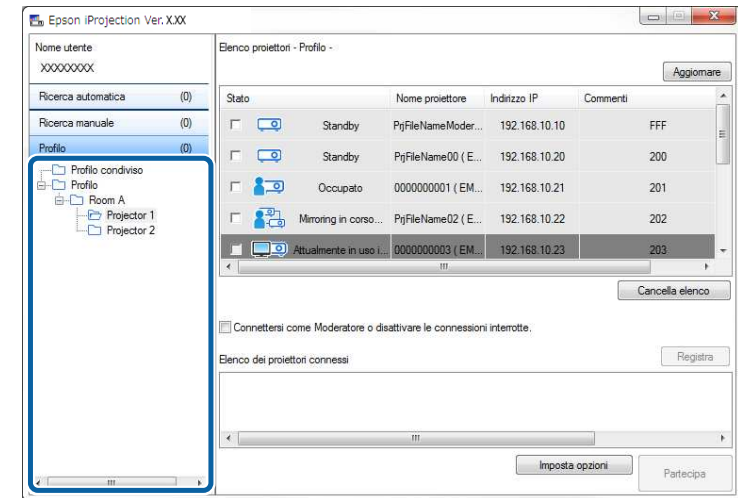 Epson iProjection Ver. X.XX
Nome utente
XXXXXXXX
Ricerca automatica (0)
Ricerca manuale (0)
Profilo (0)
Profilo condiviso
Profilo
Room A
Projector 1
Projector 2
Elenco proiettori - Profilo -
Aggiornare
Stato Nome proiettore Indirizzo IP Commenti
Standby PrjFileNameModer... 192.168.10.10 FFF
Standby PrjFileName00 ( E... 192.168.10.20 200
Occupato 0000000001 ( EM... 192.168.10.21 201
Mirroring in corso... PrjFileName02 ( E... 192.168.10.22 202
Attualmente in uso i... 0000000003 ( EM... 192.168.10.23 203
Cancella elenco
Connettersi come Moderatore o disattivare le connessioni interrotte.
Elenco dei proiettori connessi
Registra
Imposta opzioni
Partecipa